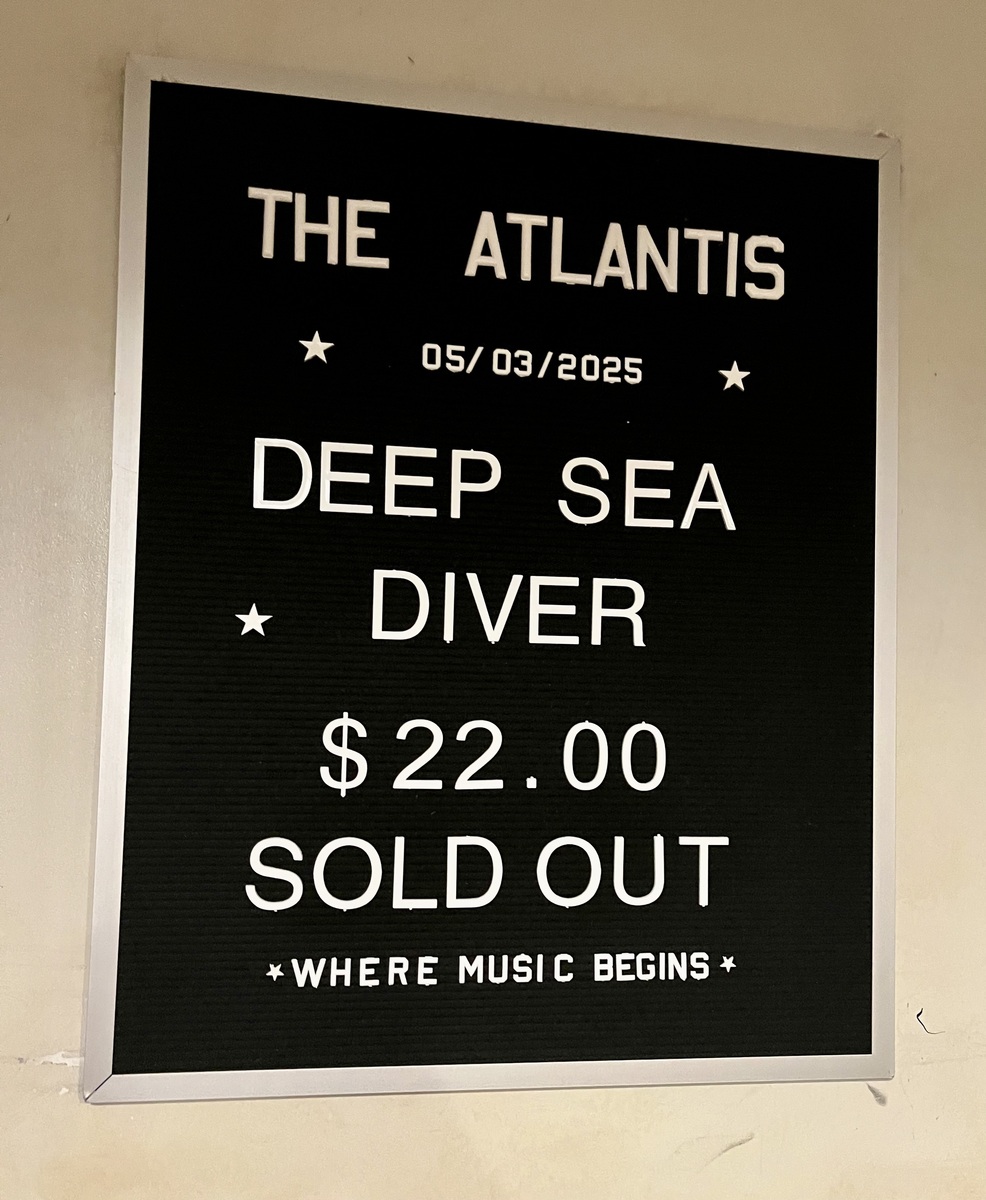 THE ATLANTIS
★ 05/03/2025 ★
DEEP SEA
★ DIVER
$22.00
SOLD OUT
★WHERE MUSIC BEGINS★